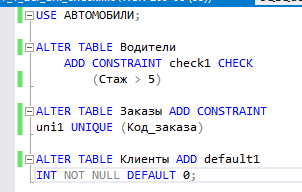 USE АВТОМОБИЛИ;
ALTER TABLE Водители
ADD CONSTRAINT check1 CHECK
(Стаж > 5)
ALTER TABLE Заказы ADD CONSTRAINT
uni1 UNIQUE (Код_заказа)
ALTER TABLE Клиенты ADD default1
INT NOT NULL DEFAULT 0;